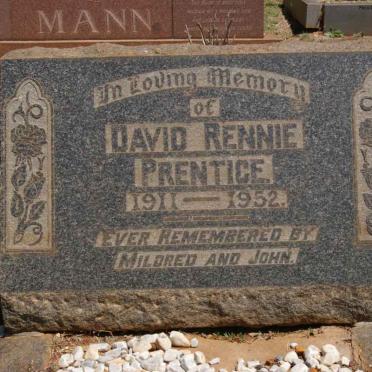 MANN
In Loving Memory
of
DAVID RENNIE
PRENTICE.
1911 — 1952.
EVER REMEMBERED BY
MILDRED AND JOHN.